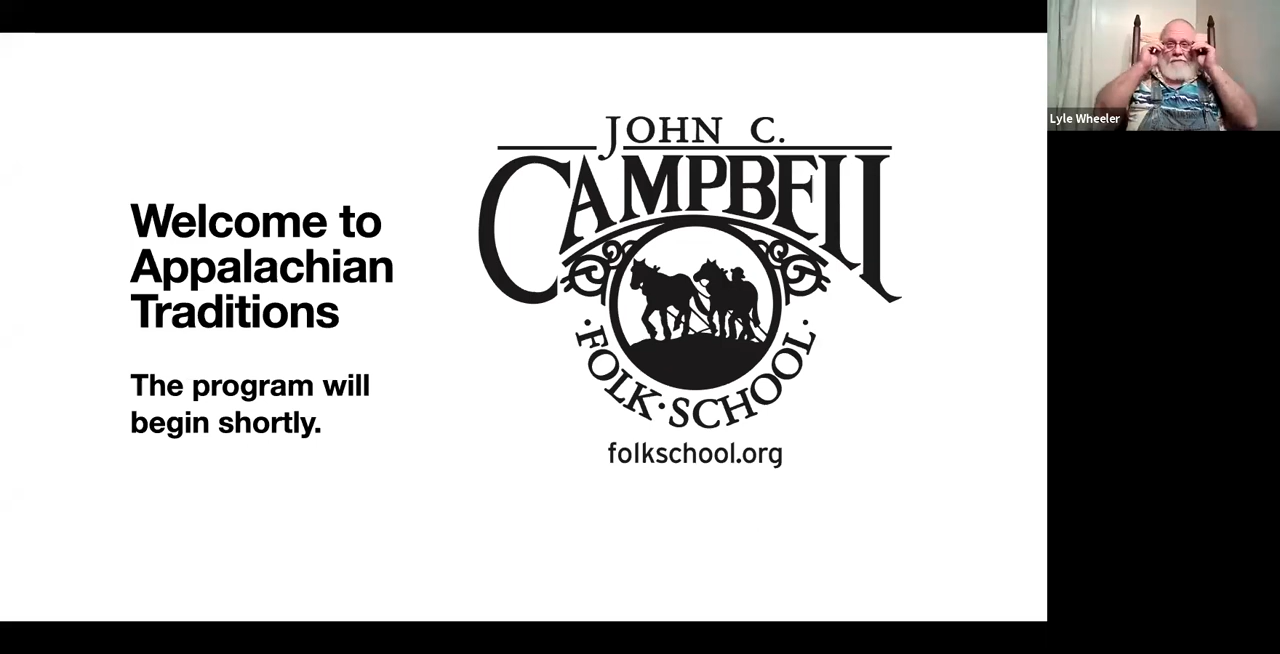 Welcome to
Appalachian
Traditions
The program will
begin shortly.
JOHN C.
CAMPBELL
·FOLK·SCHOOL·
folkschool.org
Lyle Wheeler